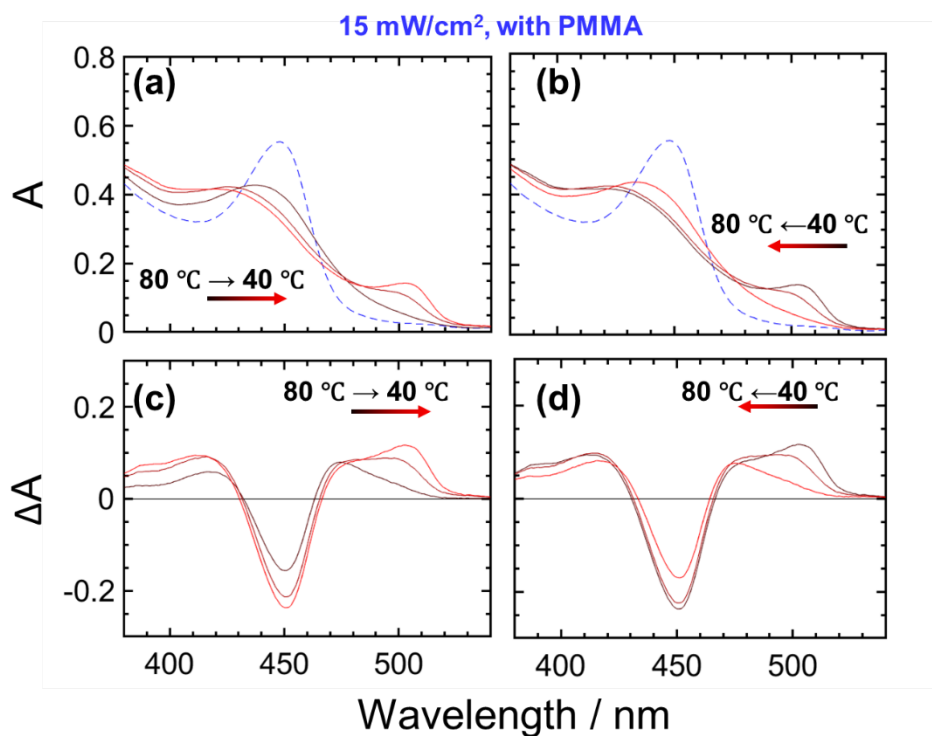 15 mW/cm², with PMMA
(a)
(b)
0.8
0.6
0.4
0.2
0
A
80 ℃ → 40 ℃
80 ℃ ←40 ℃
(c)
(d)
80 ℃ → 40 ℃
80 ℃ ←40 ℃
0.2
0
-0.2
ΔA
400 450 500
400 450 500
Wavelength / nm